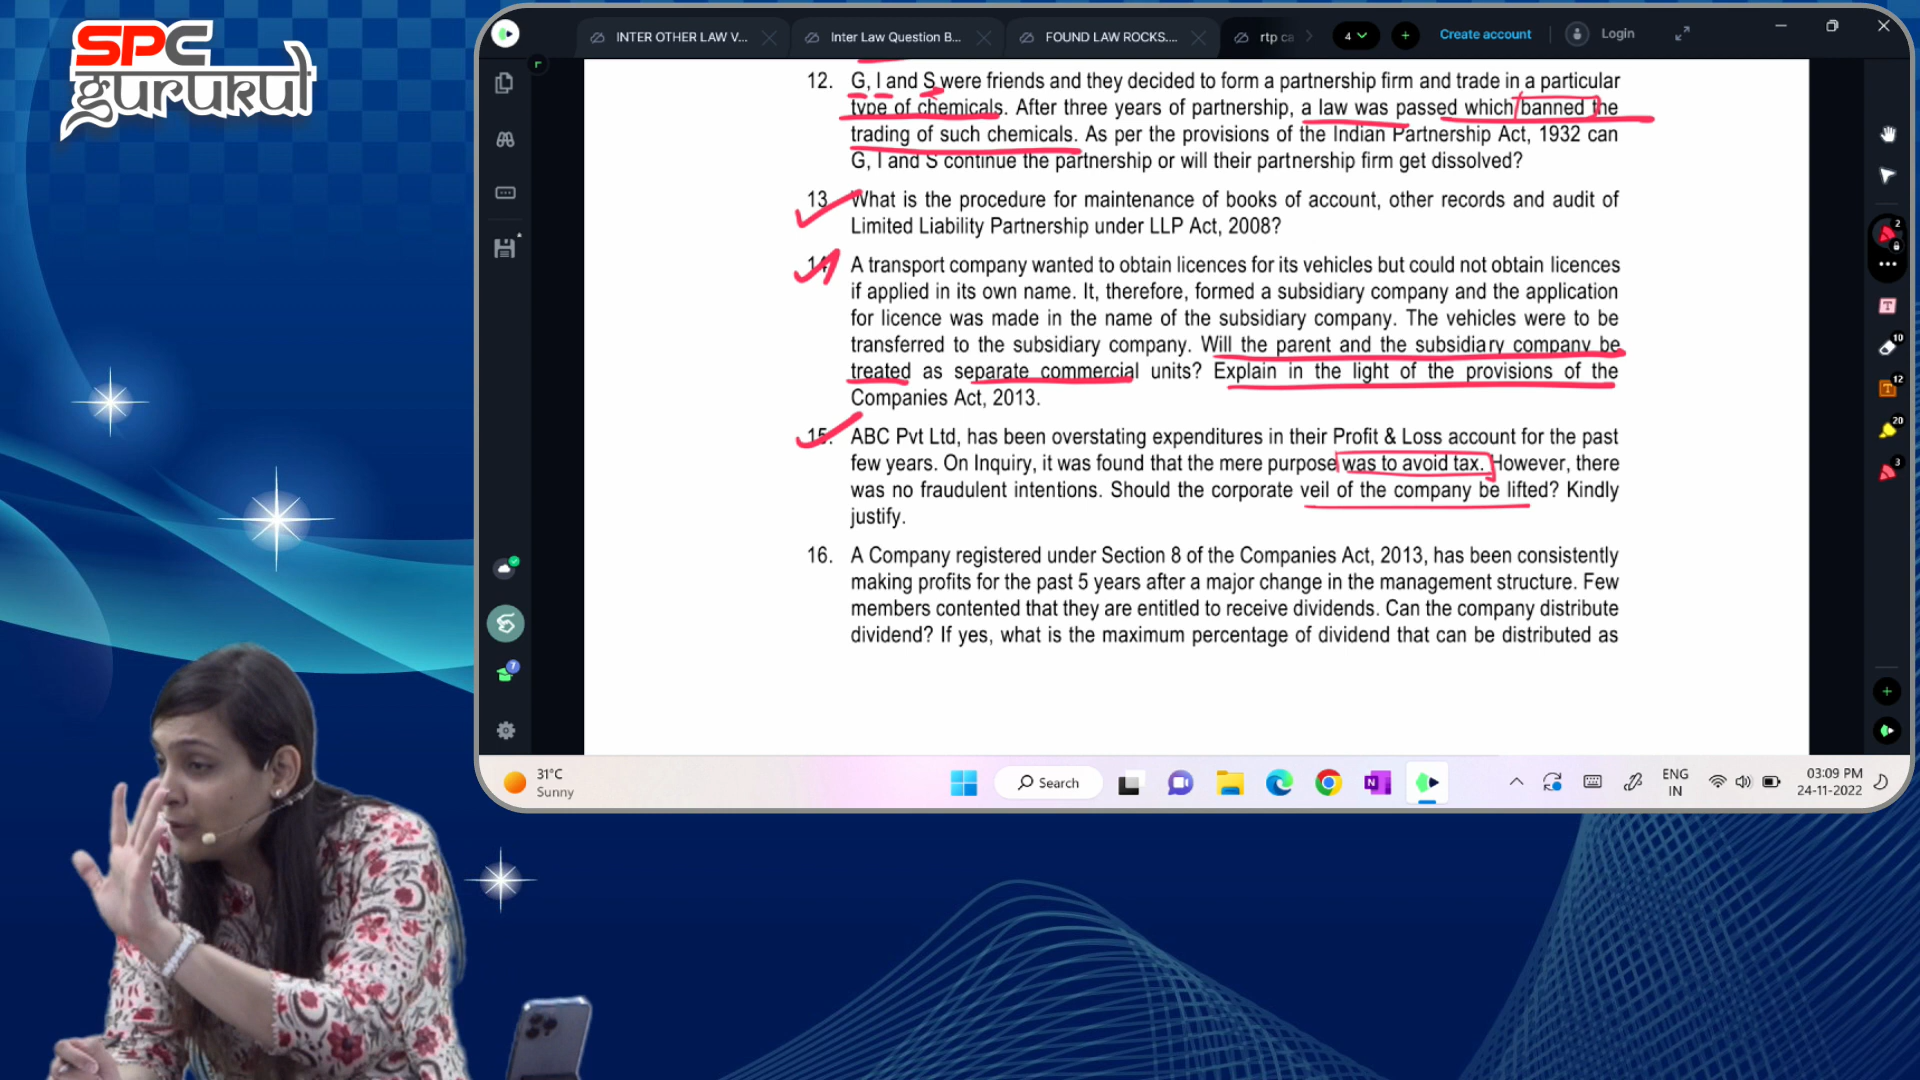 SPC
gurukul
INTER OTHER LAW V...
Inter Law Question B...
FOUND LAW ROCKS....
rtp ca
4
Create account
Login
12. G, I and S were friends and they decided to form a partnership firm and trade in a particular
type of chemicals. After three years of partnership, a law was passed which banned the
trading of such chemicals. As per the provisions of the Indian Partnership Act, 1932 can
G, I and S continue the partnership or will their partnership firm get dissolved?
13. What is the procedure for maintenance of books of account, other records and audit of
Limited Liability Partnership under LLP Act, 2008?
14. A transport company wanted to obtain licences for its vehicles but could not obtain licences
if applied in its own name. It, therefore, formed a subsidiary company and the application
for licence was made in the name of the subsidiary company. The vehicles were to be
transferred to the subsidiary company. Will the parent and the subsidiary company be
treated as separate commercial units? Explain in the light of the provisions of the
Companies Act, 2013.
15. ABC Pvt Ltd, has been overstating expenditures in their Profit & Loss account for the past
few years. On Inquiry, it was found that the mere purpose was to avoid tax. However, there
was no fraudulent intentions. Should the corporate veil of the company be lifted? Kindly
justify.
16. A Company registered under Section 8 of the Companies Act, 2013, has been consistently
making profits for the past 5 years after a major change in the management structure. Few
members contented that they are entitled to receive dividends. Can the company distribute
dividend? If yes, what is the maximum percentage of dividend that can be distributed as
2
10
12
20
3
7
31°C
Sunny
Search
ENG
IN
03:09 PM
24-11-2022